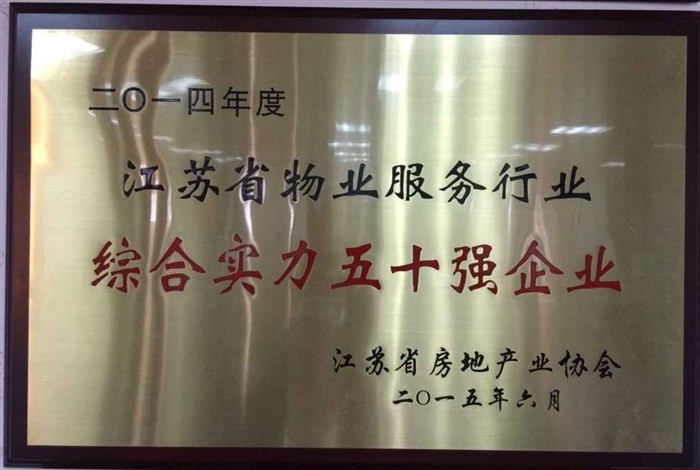 二〇一四年度
江苏省物业服务行业
综合实力五十强企业
江苏省房地产业协会
二〇一五年六月